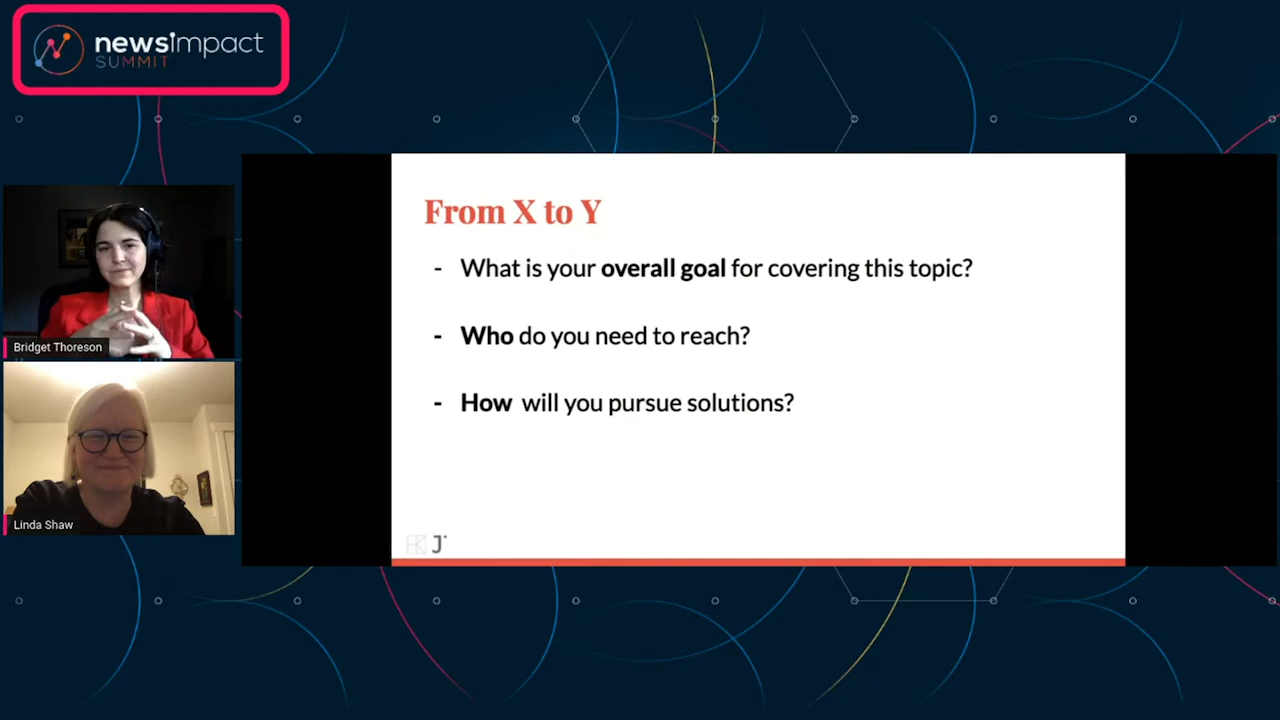 newsimpact
SUMMIT
Bridget Thoreson
Linda Shaw
From X to Y
- What is your overall goal for covering this topic?
- Who do you need to reach?
- How will you pursue solutions?
J